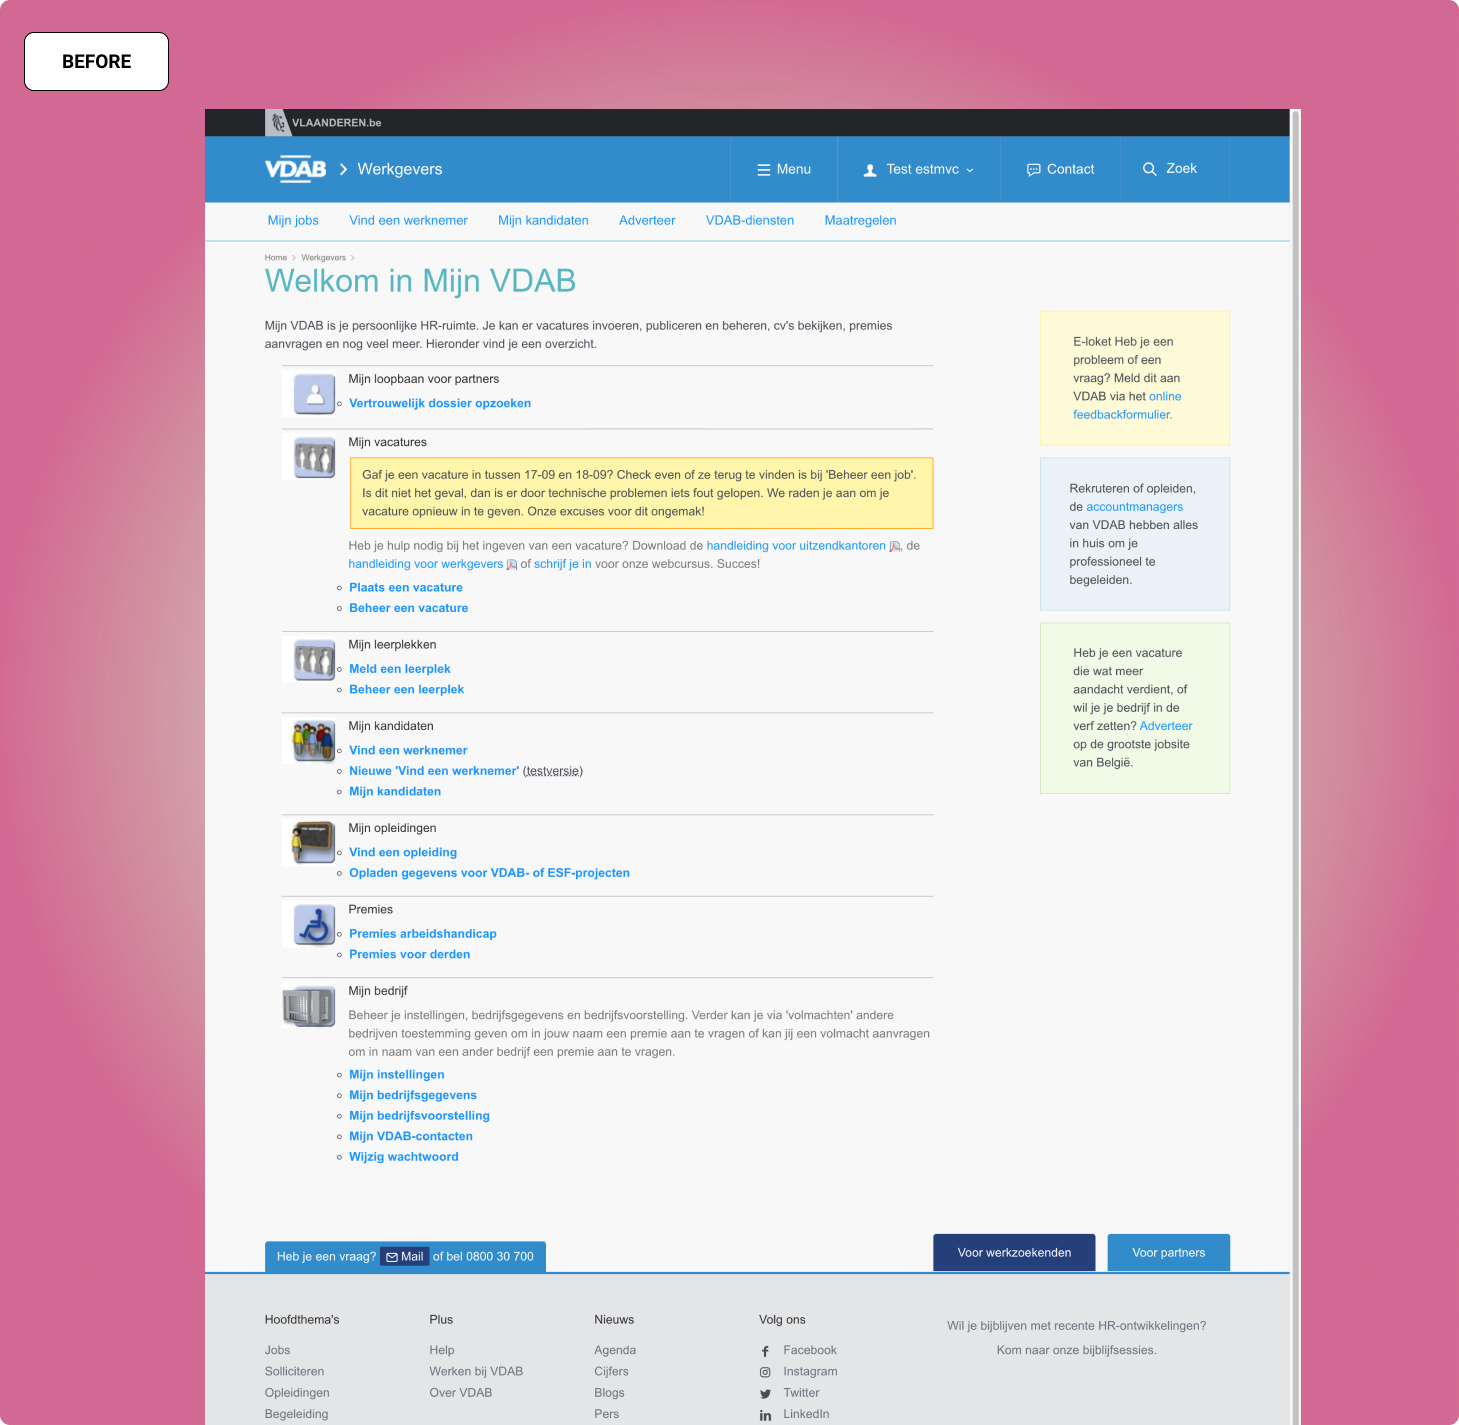 BEFORE
VLAANDEREN.be
VDAB Werkgevers
Menu
Test estmvc
Contact
Zoek
Mijn jobs
Vind een werknemer
Mijn kandidaten
Adverteer
VDAB-diensten
Maatregelen
Home > Werkgevers >
Welkom in Mijn VDAB
Mijn VDAB is je persoonlijke HR-ruimte. Je kan er vacatures invoeren, publiceren en beheren, cv's bekijken, premies
aanvragen en nog veel meer. Hieronder vind je een overzicht.
Mijn loopbaan voor partners
Vertrouwelijk dossier opzoeken
Mijn vacatures
Gaf je een vacature in tussen 17-09 en 18-09? Check even of ze terug te vinden is bij 'Beheer een job'.
Is dit niet het geval, dan is er door technische problemen iets fout gelopen. We raden je aan om je
vacature opnieuw in te geven. Onze excuses voor dit ongemak!
Heb je hulp nodig bij het ingeven van een vacature? Download de handleiding voor uitzendkantoren , de
handleiding voor werkgevers of schrijf je in voor onze webcursus. Succes!
Plaats een vacature
Beheer een vacature
Mijn leerplekken
Meld een leerplek
Beheer een leerplek
Mijn kandidaten
Vind een werknemer
Nieuwe 'Vind een werknemer' (testversie)
Mijn kandidaten
Mijn opleidingen
Vind een opleiding
Opladen gegevens voor VDAB- of ESF-projecten
Premies
Premies arbeidshandicap
Premies voor derden
Mijn bedrijf
Beheer je instellingen, bedrijfsgegevens en bedrijfsvoorstelling. Verder kan je via 'volmachten' andere
bedrijven toestemming geven om in jouw naam een premie aan te vragen of kan jij een volmacht aanvragen
om in naam van een ander bedrijf een premie aan te vragen.
Mijn instellingen
Mijn bedrijfsgegevens
Mijn bedrijfsvoorstelling
Mijn VDAB-contacten
Wijzig wachtwoord
E-loket Heb je een
probleem of een
vraag? Meld dit aan
VDAB via het online
feedbackformulier.
Rekruteren of opleiden,
de accountmanagers
van VDAB hebben alles
in huis om je
professioneel te
begeleiden.
Heb je een vacature
die wat meer
aandacht verdient, of
wil je je bedrijf in de
verf zetten? Adverteer
op de grootste jobsite
van België.
Heb je een vraag? Mail of bel 0800 30 700
Voor werkzoekenden
Voor partners
Hoofdthema's
Jobs
Solliciteren
Opleidingen
Begeleiding
Plus
Help
Werken bij VDAB
Over VDAB
Nieuws
Agenda
Cijfers
Blogs
Pers
Volg ons
Facebook
Instagram
Twitter
LinkedIn
Wil je bijblijven met recente HR-ontwikkelingen?
Kom naar onze bijblijfsessies.